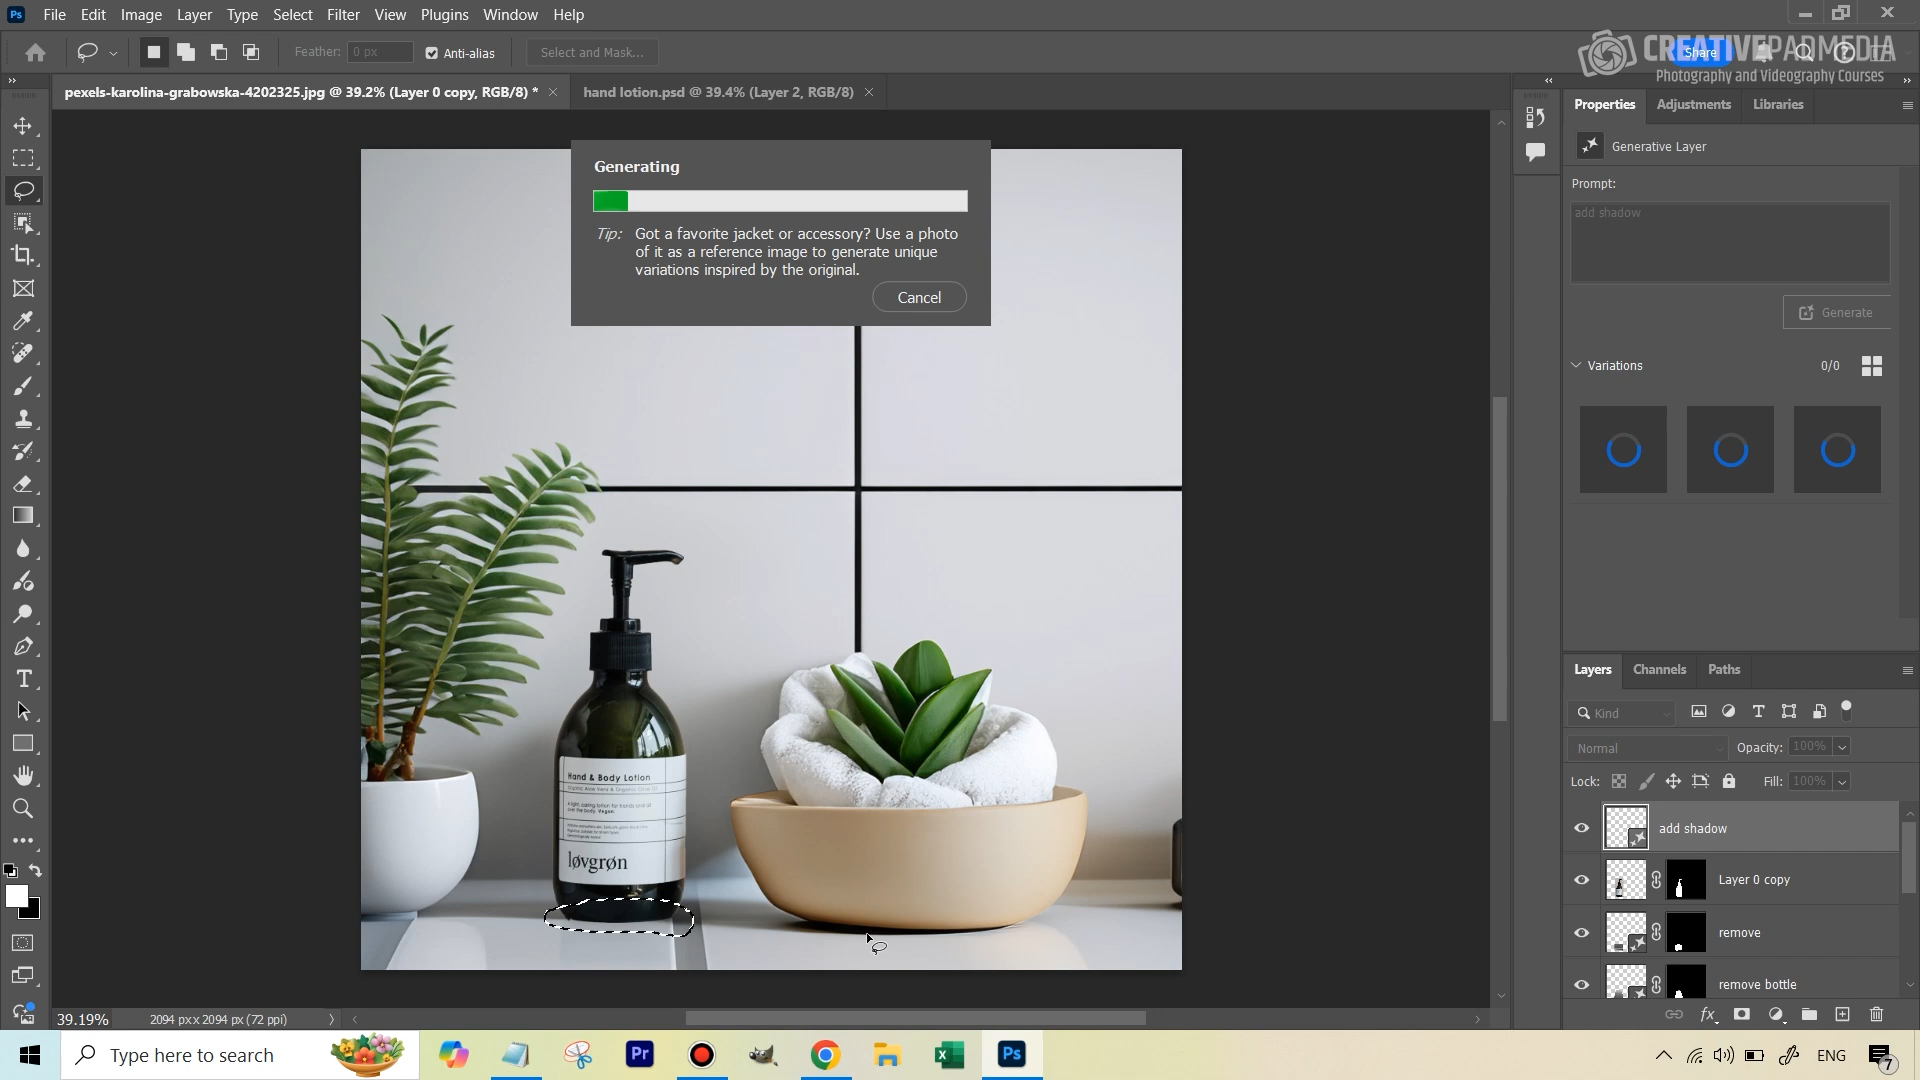 Ps File Edit Image Layer Type Select Filter View Plugins Window Help
Feather: 0 px Anti-alias Select and Mask... Share
CREATIVEPADMEDIA
Photography and Videography Courses
pexels-karolina-grabowska-4202325.jpg @ 39.2% (Layer 0 copy, RGB/8) * hand lotion.psd @ 39.4% (Layer 2, RGB/8)
Properties Adjustments Libraries
Generative Layer
Prompt:
add shadow
Generate
Variations 0/0
Generating
Tip: Got a favorite jacket or accessory? Use a photo
of it as a reference image to generate unique
variations inspired by the original.
Cancel
Hand & Body Lotion
løvgrøn
Layers Channels Paths
Kind
Normal Opacity: 100%
Lock: Fill: 100%
add shadow
Layer 0 copy
remove
remove bottle
fx
39.19% 2094 px x 2094 px (72 ppi)
Type here to search Pr Ps ENG 7